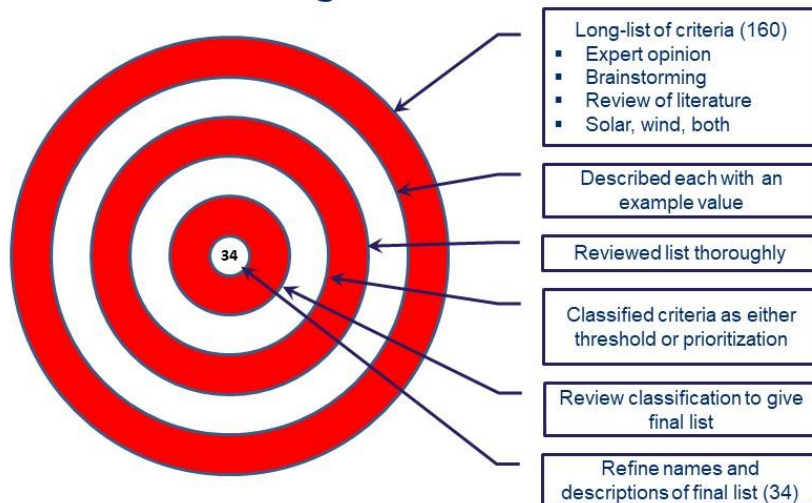 34
Long-list of criteria (160)
▪ Expert opinion
▪ Brainstorming
▪ Review of literature
▪ Solar, wind, both
Described each with an
example value
Reviewed list thoroughly
Classified criteria as either
threshold or prioritization
Review classification to give
final list
Refine names and
descriptions of final list (34)